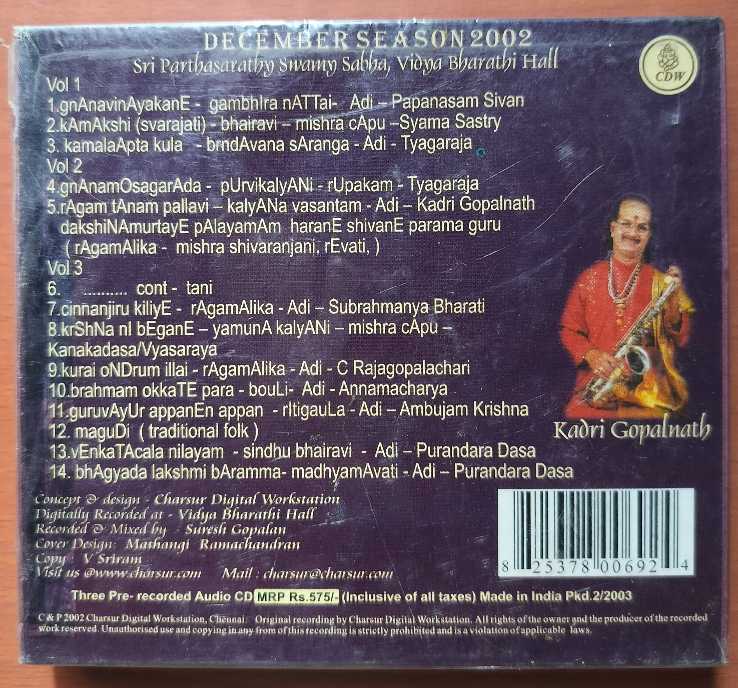 DECEMBER SEASON 2002
Sri Parthasarathy Swamy Sabha, Vidya Bharathi Hall
CDW
Vol 1
1.gnAnavinAyakanE - gambhIra nATTai- Adi – Papanasam Sivan
2.kAmAkshi (svarajati) - bhairavi – mishra cApu –Syama Sastry
3. kamalaApta kula - brndAvana sAranga - Adi - Tyagaraja
Vol 2
4.gnAnamOsagarAda - pUrvikalyANi - rUpakam - Tyagaraja
5.rAgam tAnam pallavi – kalyANa vasantam - Adi – Kadri Gopalnath
dakshiNAmurtayE pAlayamAm haranE shivanE parama guru
( rAgamAlika - mishra shivaranjani, rEvati, )
Vol 3
6. .......... cont - tani
7.cinnanjiru kiliyE - rAgamAlika - Adi – Subrahmanya Bharati
8.krShNa nI bEganE – yamunA kalyANi – mishra cApu –
Kanakadasa/Vyasaraya
9.kurai oNDrum illai - rAgamAlika - Adi - C Rajagopalachari
10.brahmam okkaTE para - bouLi- Adi - Annamacharya
11.guruvAyUr appanEn appan - rItigauLa - Adi – Ambujam Krishna
12. maguDi ( traditional folk )
13.vEnkaTAcala nilayam - sindhu bhairavi - Adi – Purandara Dasa
14. bhAgyada lakshmi bAramma- madhyamAvati - Adi – Purandara Dasa
Kadri Gopalnath
Concept & design - Charsur Digital Workstation
Digitally Recorded at - Vidya Bharathi Hall
Recorded & Mixed by - Suresh Gopalan
Cover Design: Mathangi Ramachandran
Copy V Sriram
Visit us @www.charsur.com Mail : charsur@charsur.com
8 25378 00692 4
Three Pre- recorded Audio CD MRP Rs.575/- (Inclusive of all taxes) Made in India Pkd.2/2003
C & P 2002 Charsur Digital Workstation, Chennai. Original recording by Charsur Digital Workstation. All rights of the owner and the producer of the recorded
work reserved. Unauthorised use and copying in any from of this recording is strictly prohibited and is a violation of applicable laws.